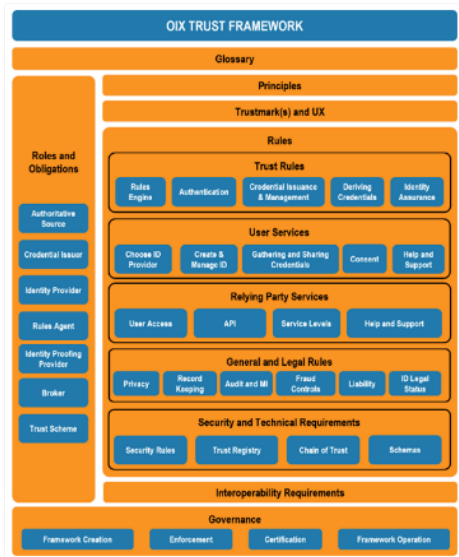 OIX TRUST FRAMEWORK
Glossary
Principles
Trustmark(s) and UX
Roles and
Obligations
Authoritative
Source
Credential Issuer
Identity Provider
Rules Agent
Identity Proofing
Provider
Broker
Trust Scheme
Rules
Trust Rules
Rules
Engine
Authentication
Credential Issuance
& Management
Deriving
Credentials
Identity
Assurance
User Services
Choose ID
Provider
Create &
Manage ID
Gathering and Sharing
Credentials
Consent
Help and
Support
Relying Party Services
User Access
API
Service Levels
Help and Support
General and Legal Rules
Privacy
Record
Keeping
Audit and MI
Fraud
Controls
Liability
ID Legal
Status
Security and Technical Requirements
Security Rules
Trust Registry
Chain of Trust
Schemas
Interoperability Requirements
Governance
Framework Creation
Enforcement
Certification
Framework Operation